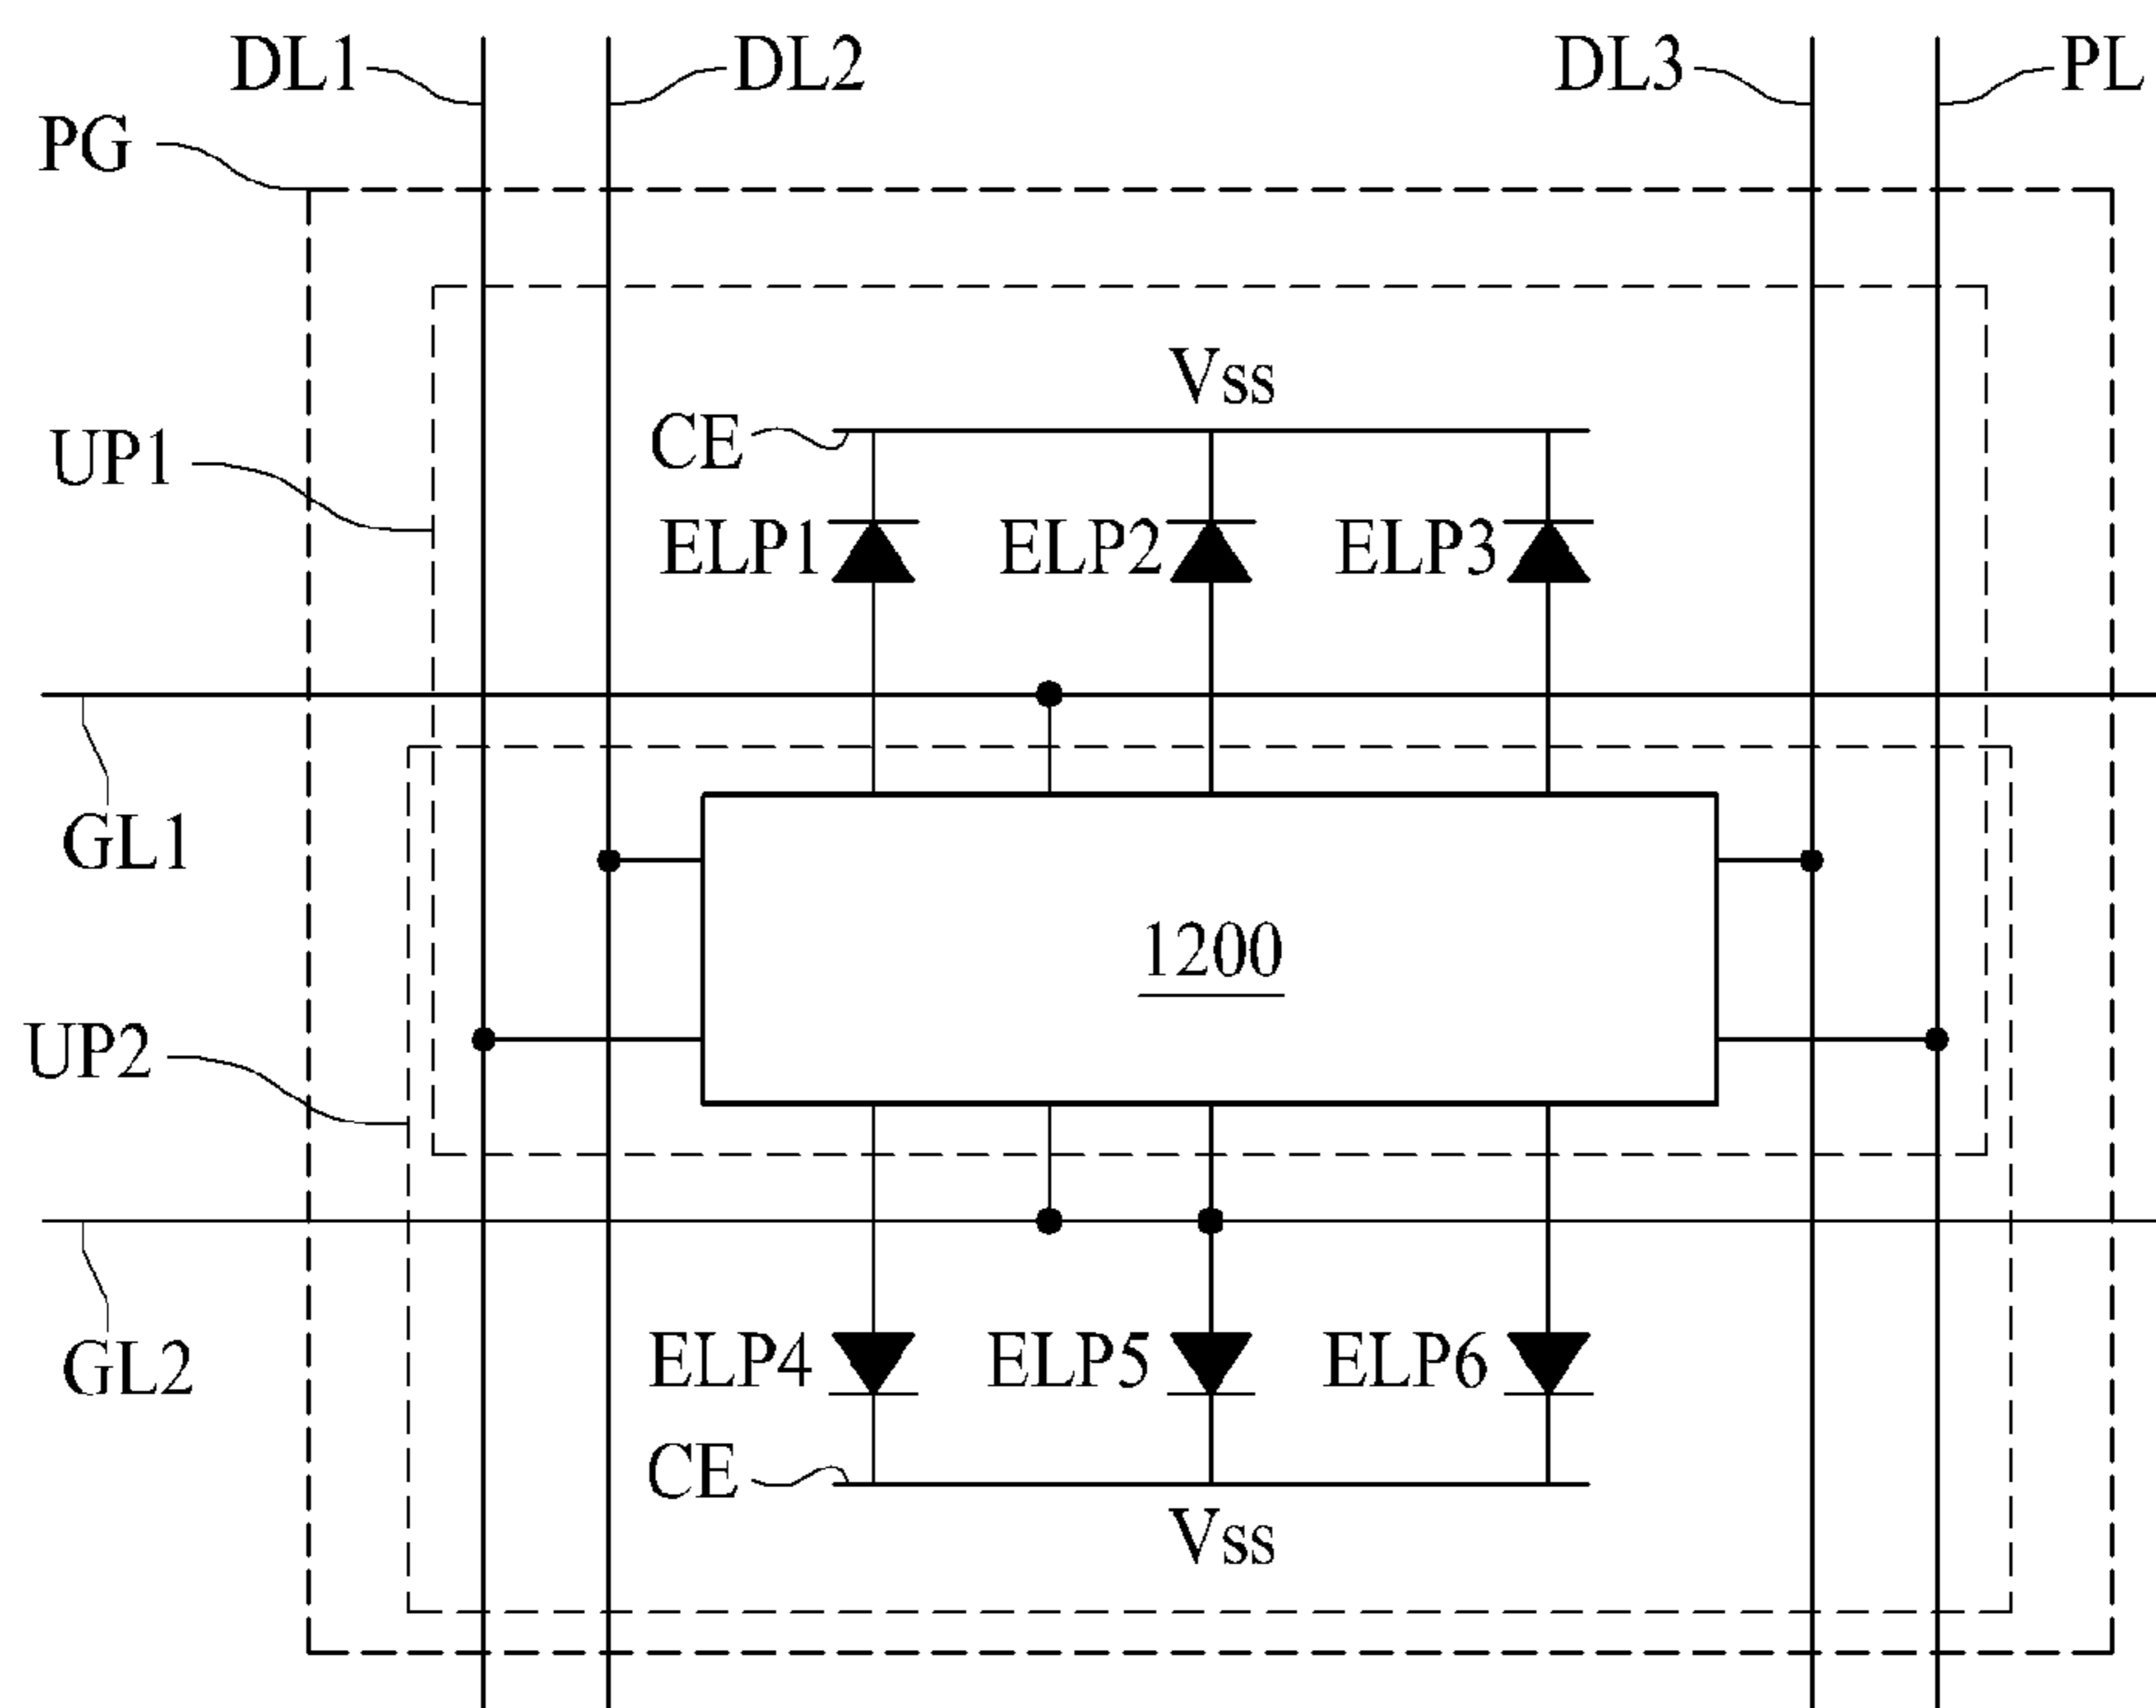 DL1
DL2
DL3
PL
PG
Vss
CE
UP1
ELP1
ELP2
ELP3
GL1
1200
UP2
GL2
ELP4
ELP5
ELP6
CE
Vss